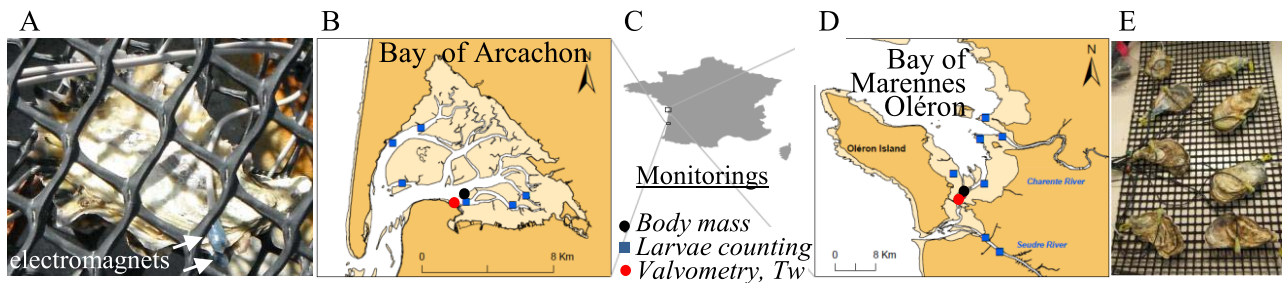 A
B
C
D
E
electromagnets
Bay of Arcachon
N
0
8 Km
Monitorings
Body mass
Larvae counting
Valvometry, Tw
Bay of
Marennes
Oléron
N
Oléron Island
Charente River
Seudre River
0
8 Km